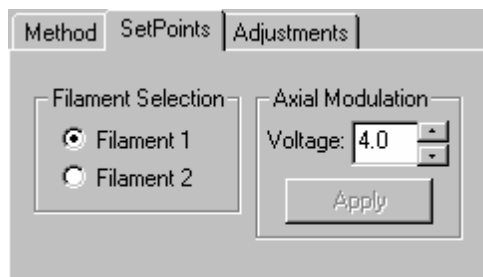 Method SetPoints Adjustments
Filament Selection
Filament 1
Filament 2
Axial Modulation
Voltage: 4.0
Apply